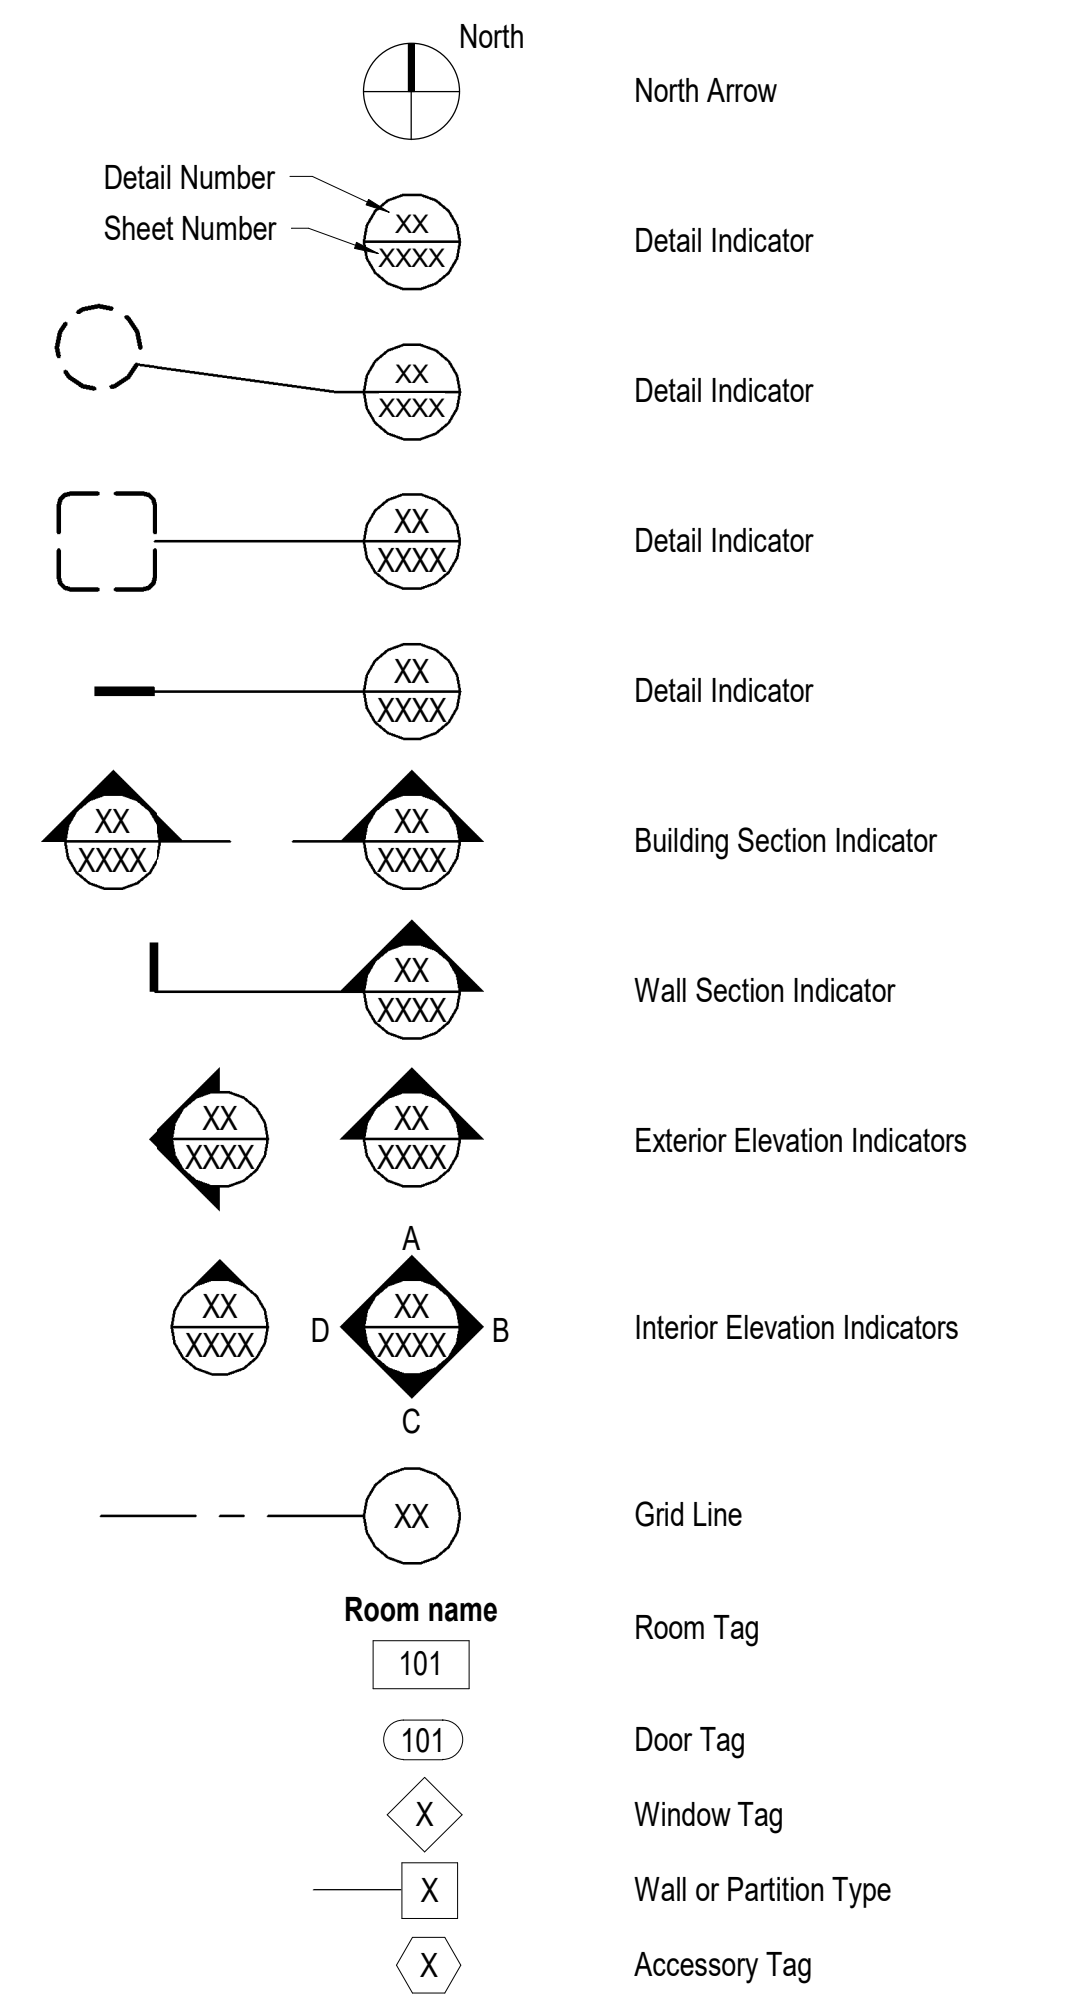 North
North Arrow
Detail Number
Sheet Number
XX
XXXX
Detail Indicator
XX
XXXX
Detail Indicator
XX
XXXX
Detail Indicator
XX
XXXX
Detail Indicator
XX
XXXX
XX
XXXX
Building Section Indicator
XX
XXXX
Wall Section Indicator
XX
XXXX
XX
XXXX
Exterior Elevation Indicators
XX
XXXX
A
D
XX
XXXX
B
C
Interior Elevation Indicators
XX
Grid Line
Room name
101
Room Tag
101
Door Tag
X
Window Tag
X
Wall or Partition Type
X
Accessory Tag